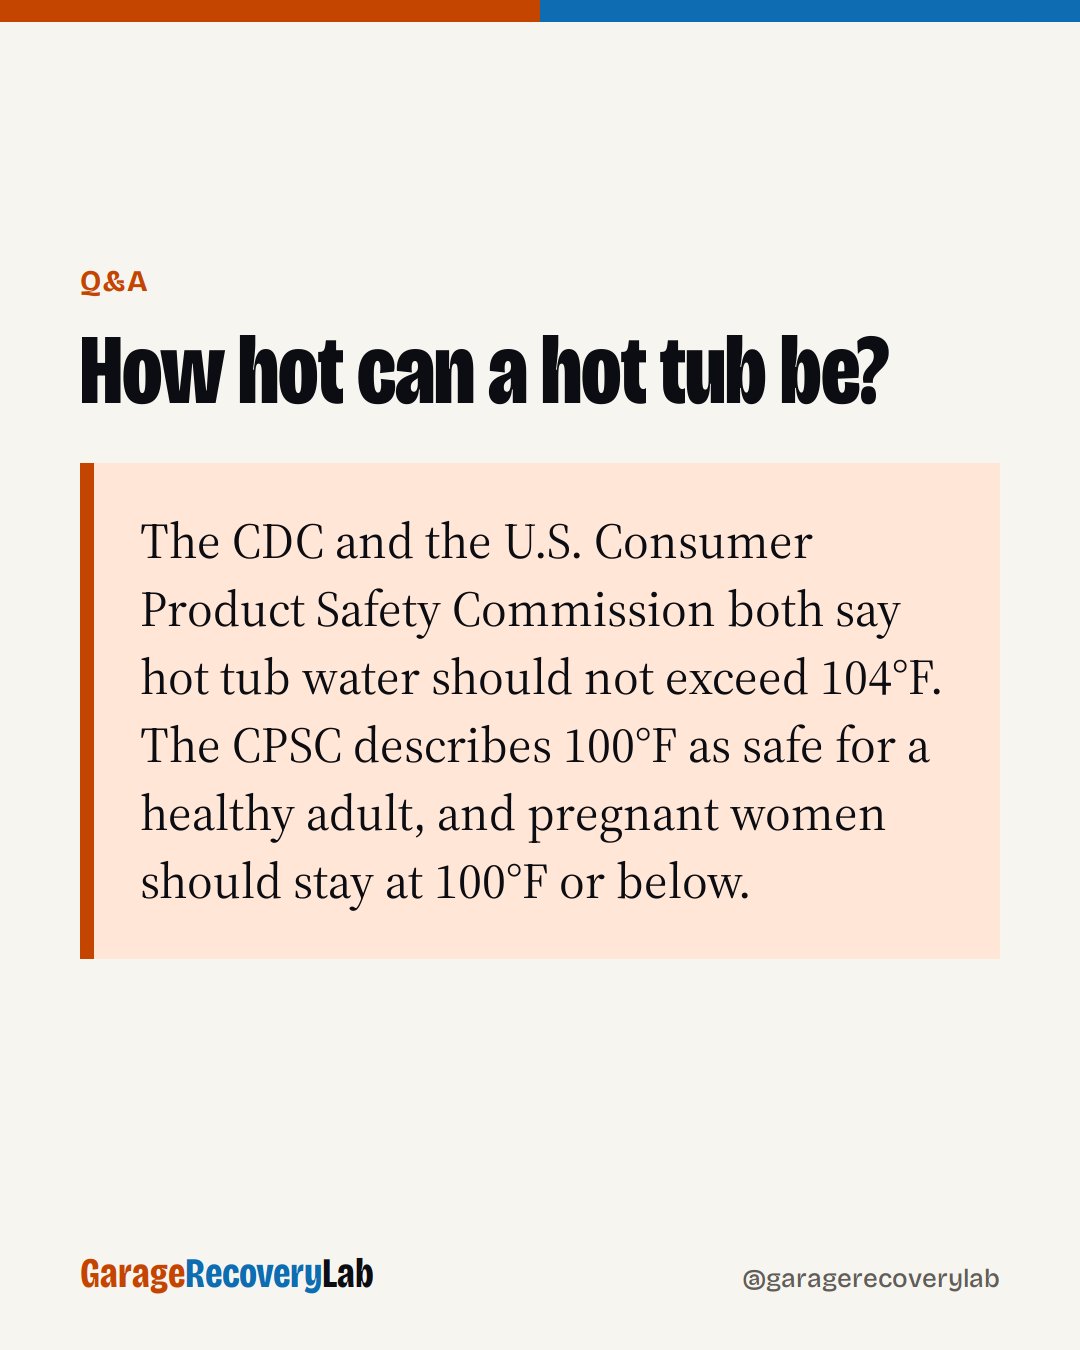 Q&A
How hot can a hot tub be?
The CDC and the U.S. Consumer
Product Safety Commission both say
hot tub water should not exceed 104°F.
The CPSC describes 100°F as safe for a
healthy adult, and pregnant women
should stay at 100°F or below.
GarageRecoveryLab
@garagerecoverylab